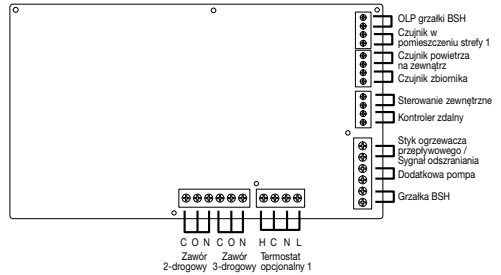 OLP grzałki BSH
Czujnik w
pomieszczeniu strefy 1
Czujnik powietrza
na zewnątrz
Czujnik zbiornika
Sterowanie zewnętrzne
Kontroler zdalny
Styk ogrzewacza
przepływowego /
Sygnał odszraniania
Dodatkowa pompa
Grzałka BSH
C O N C O N H C N L
Zawór Zawór Termostat
2-drogowy 3-drogowy opcjonalny 1